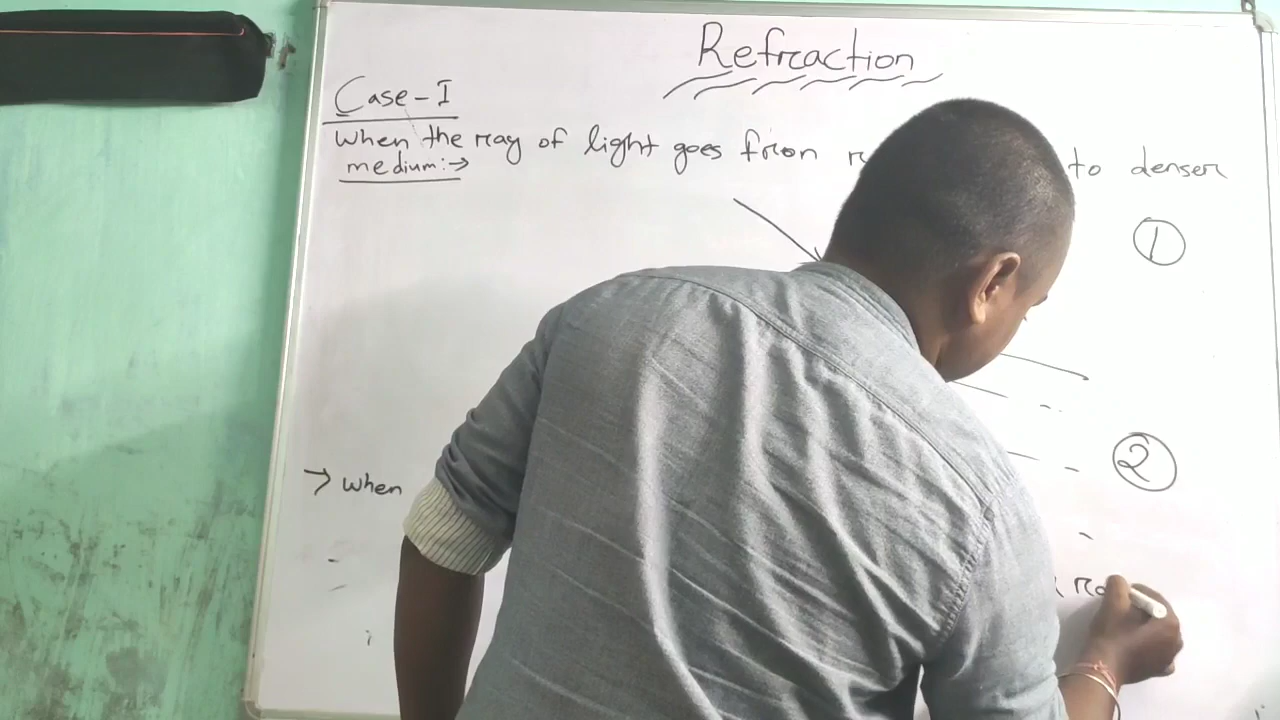 Refraction
Case-I
When the ray of light goes from to denser
medium:→
①
②
→ when